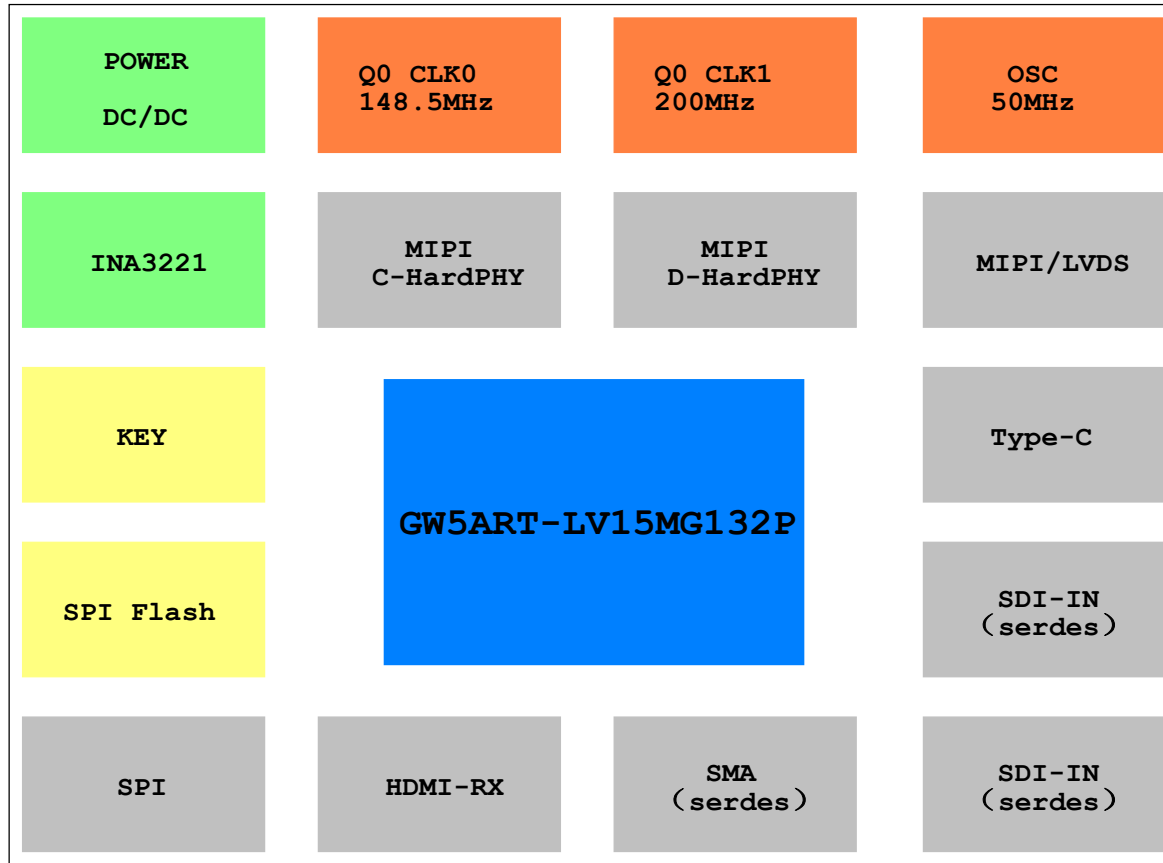 POWER
DC/DC
Q0 CLK0
148.5MHz
Q0 CLK1
200MHz
OSC
50MHz
INA3221
MIPI
C-HardPHY
MIPI
D-HardPHY
MIPI/LVDS
KEY
Type-C
GW5ART-LV15MG132P
SPI Flash
SDI-IN
（serdes）
SPI
HDMI-RX
SMA
（serdes）
SDI-IN
（serdes）